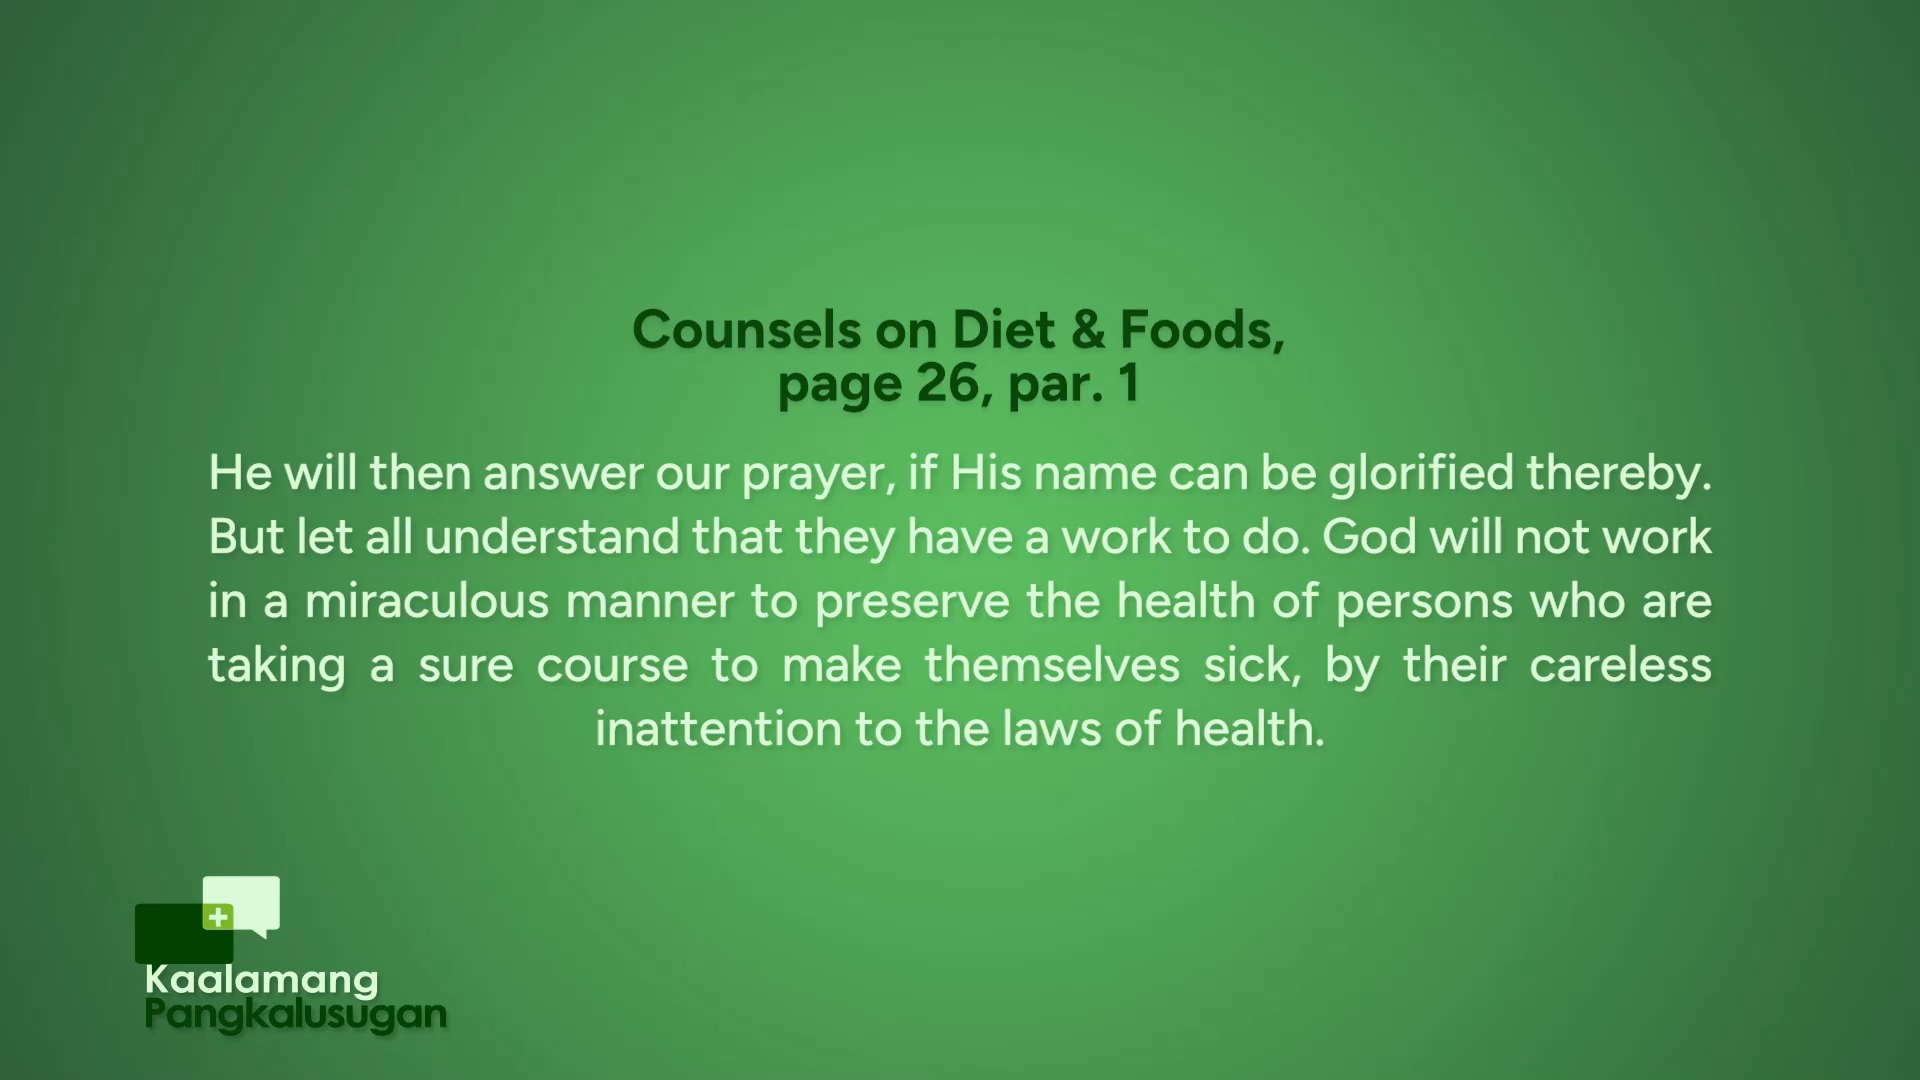 Counsels on Diet & Foods,
page 26, par. 1
He will then answer our prayer, if His name can be glorified thereby.
But let all understand that they have a work to do. God will not work
in a miraculous manner to preserve the health of persons who are
taking a sure course to make themselves sick, by their careless
inattention to the laws of health.
Kaalamang
Pangkalusugan